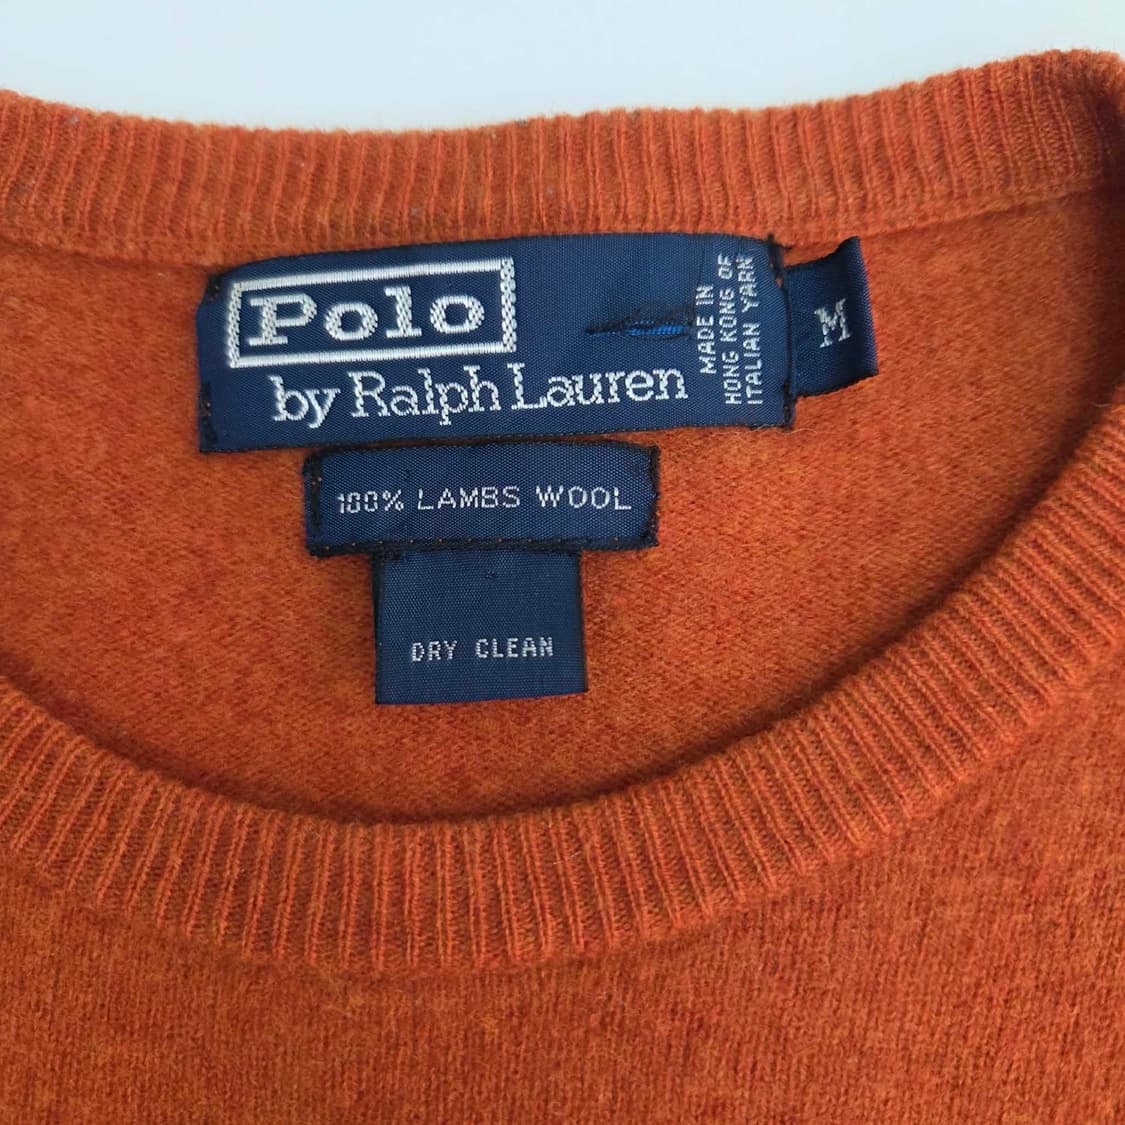 Polo
by Ralph Lauren
MADE IN
HONG KONG OF
ITALIAN YARN
M
100% LAMBS WOOL
DRY CLEAN